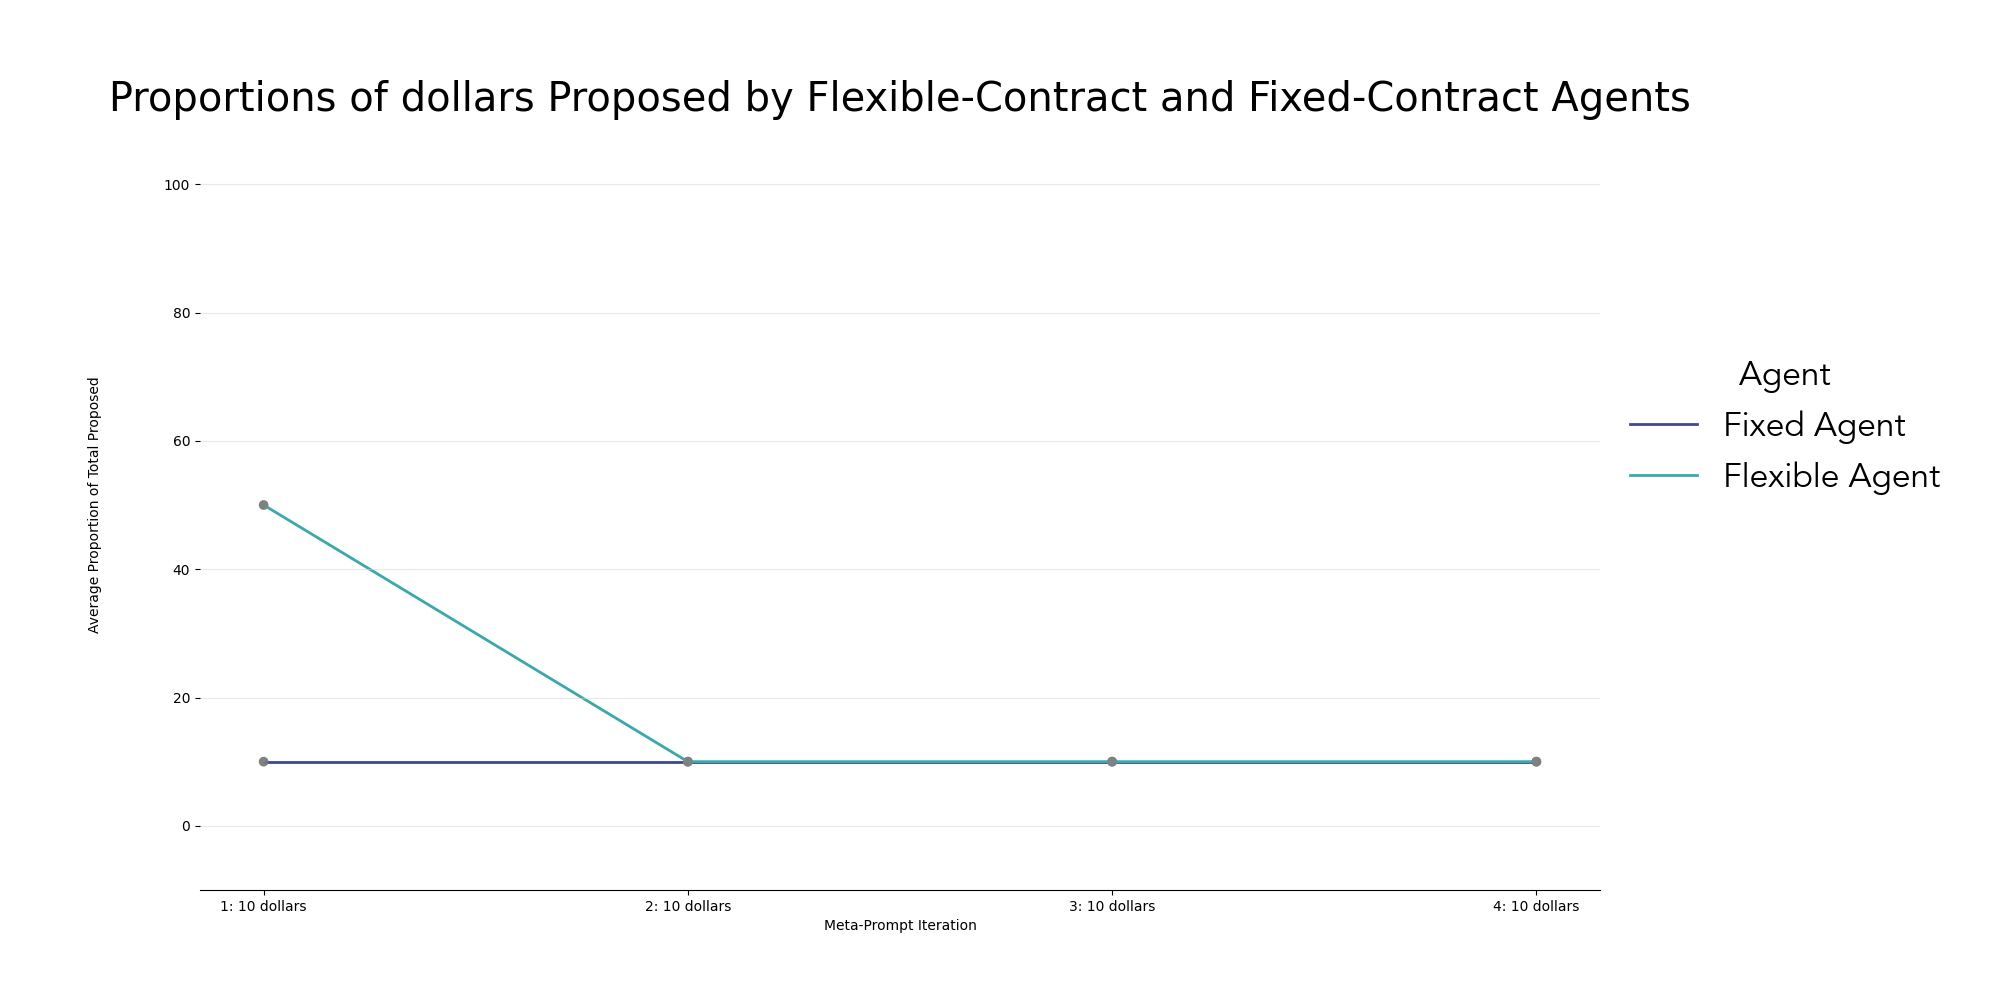 Proportions of dollars Proposed by Flexible-Contract and Fixed-Contract Agents
100
80
60
40
20
0
Average Proportion of Total Proposed
1: 10 dollars
2: 10 dollars
3: 10 dollars
4: 10 dollars
Meta-Prompt Iteration
Agent
Fixed Agent
Flexible Agent